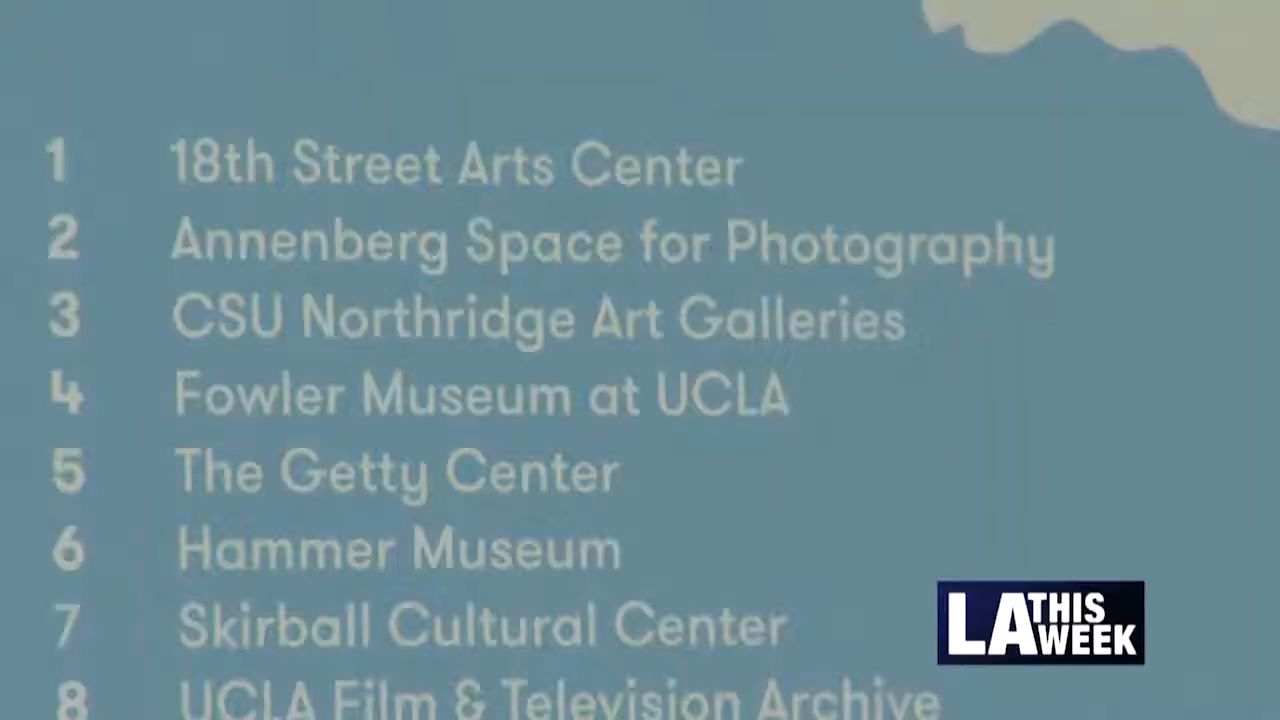 1 18th Street Arts Center
2 Annenberg Space for Photography
3 CSU Northridge Art Galleries
4 Fowler Museum at UCLA
5 The Getty Center
6 Hammer Museum
7 Skirball Cultural Center
8 UCLA Film & Television Archive
LA THIS WEEK